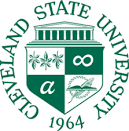 CLEVELAND STATE UNIVERSITY
∞
a
1964